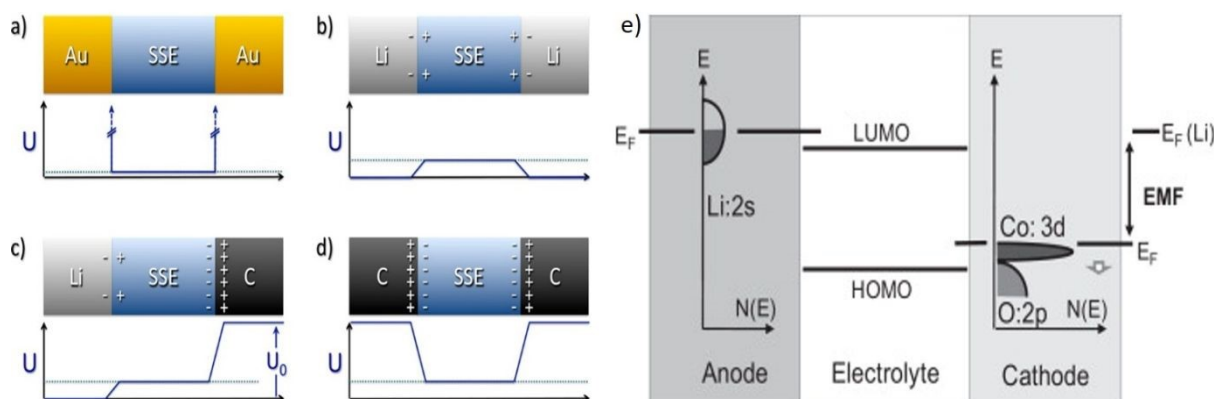 a)
Au SSE Au
U
b)
Li - + SSE + - Li
- + + -
U
c)
Li - + SSE - + C
- + - +
U
U0
d)
C + - SSE - + C
U
e)
E
EF
Li:2s
N(E)
Anode
LUMO
HOMO
Electrolyte
E
Co: 3d
O:2p
N(E)
Cathode
EF (Li)
EMF
EF